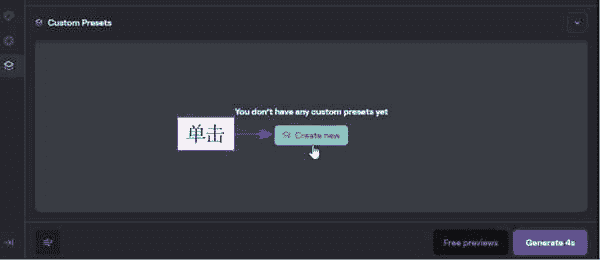 Custom Presets
You don't have any custom presets yet
单击
Create new
Free previews
Generate 4s